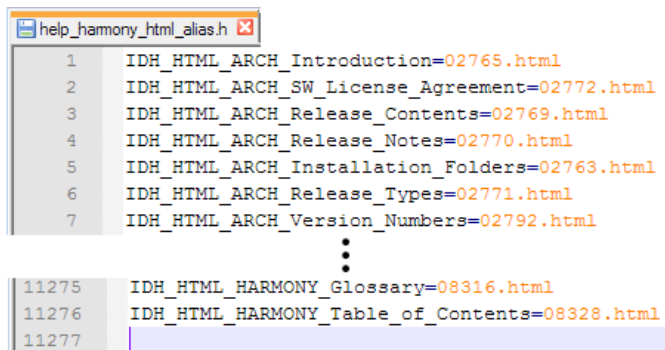 help_harmony_html_alias.h
1 IDH_HTML_ARCH_Introduction=02765.html
2 IDH_HTML_ARCH_SW_License_Agreement=02772.html
3 IDH_HTML_ARCH_Release_Contents=02769.html
4 IDH_HTML_ARCH_Release_Notes=02770.html
5 IDH_HTML_ARCH_Installation_Folders=02763.html
6 IDH_HTML_ARCH_Release_Types=02771.html
7 IDH_HTML_ARCH_Version_Numbers=02792.html
11275 IDH_HTML_HARMONY_Glossary=08316.html
11276 IDH_HTML_HARMONY_Table_of_Contents=08328.html
11277